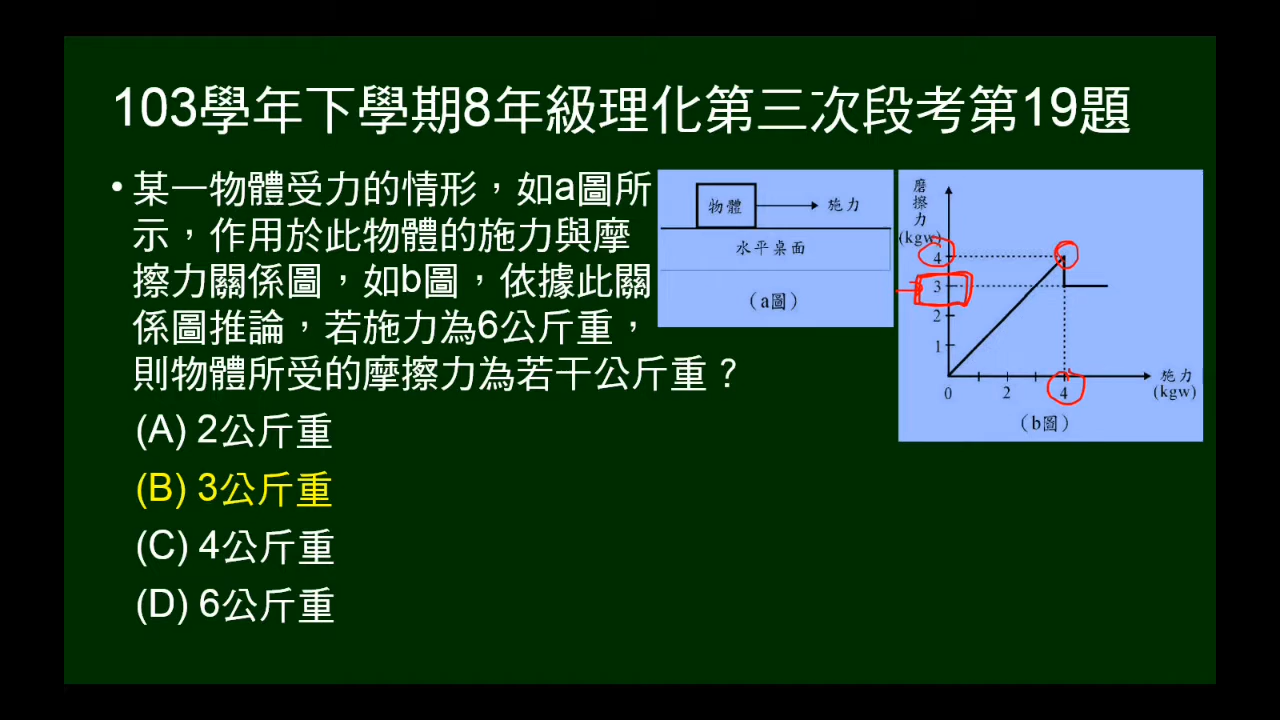 103學年下學期8年級理化第三次段考第19題
• 某一物體受力的情形，如a圖所
示，作用於此物體的施力與摩
擦力關係圖，如b圖，依據此關
係圖推論，若施力為6公斤重，
則物體所受的摩擦力為若干公斤重？
(A) 2公斤重
(B) 3公斤重
(C) 4公斤重
(D) 6公斤重
物體
施力
水平桌面
（a圖）
磨
擦
力
(kgw)
4
3
2
1
0 2 4
施力
(kgw)
（b圖）